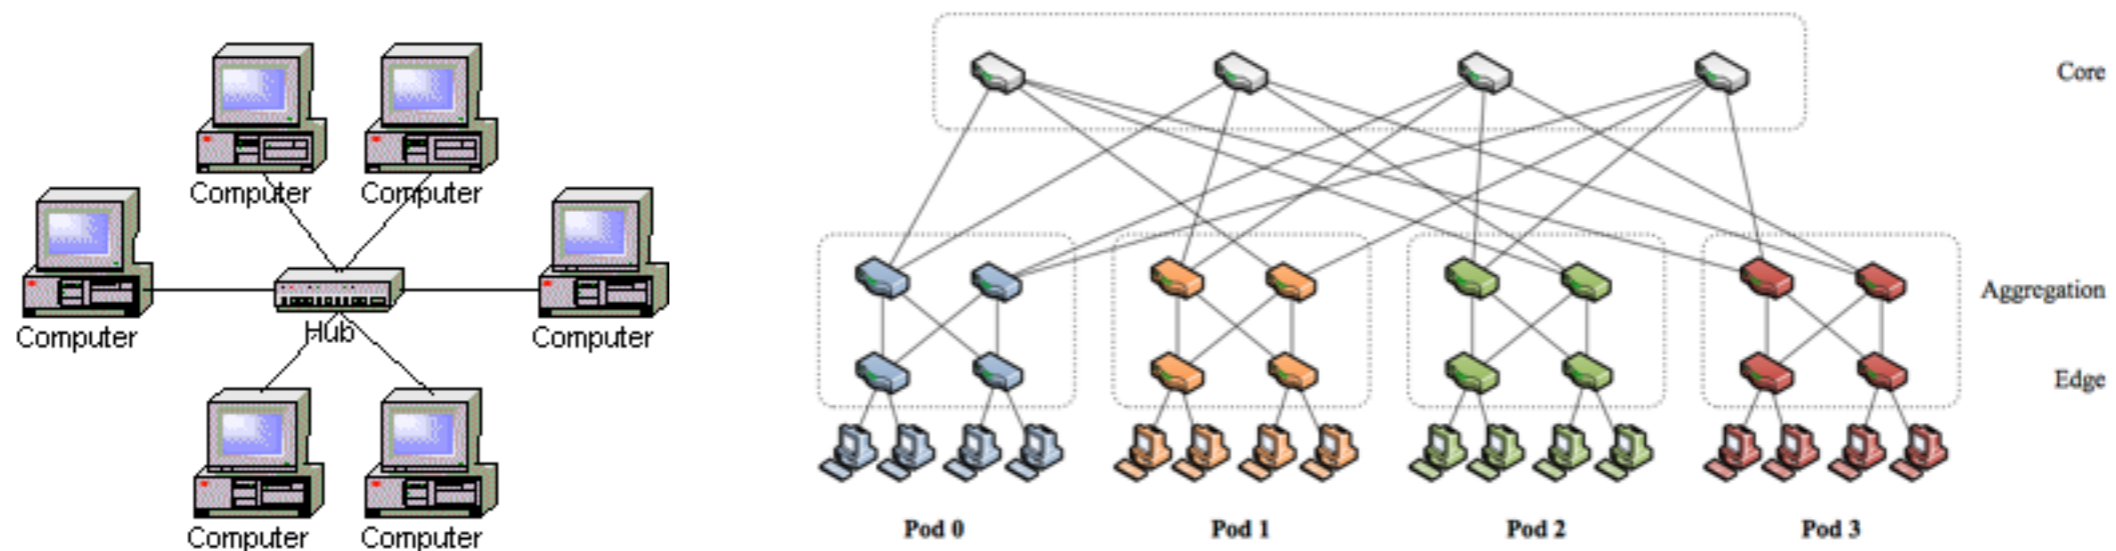 Computer
Computer
Computer
Hub
Computer
Computer
Computer
Core
Aggregation
Edge
Pod 0
Pod 1
Pod 2
Pod 3